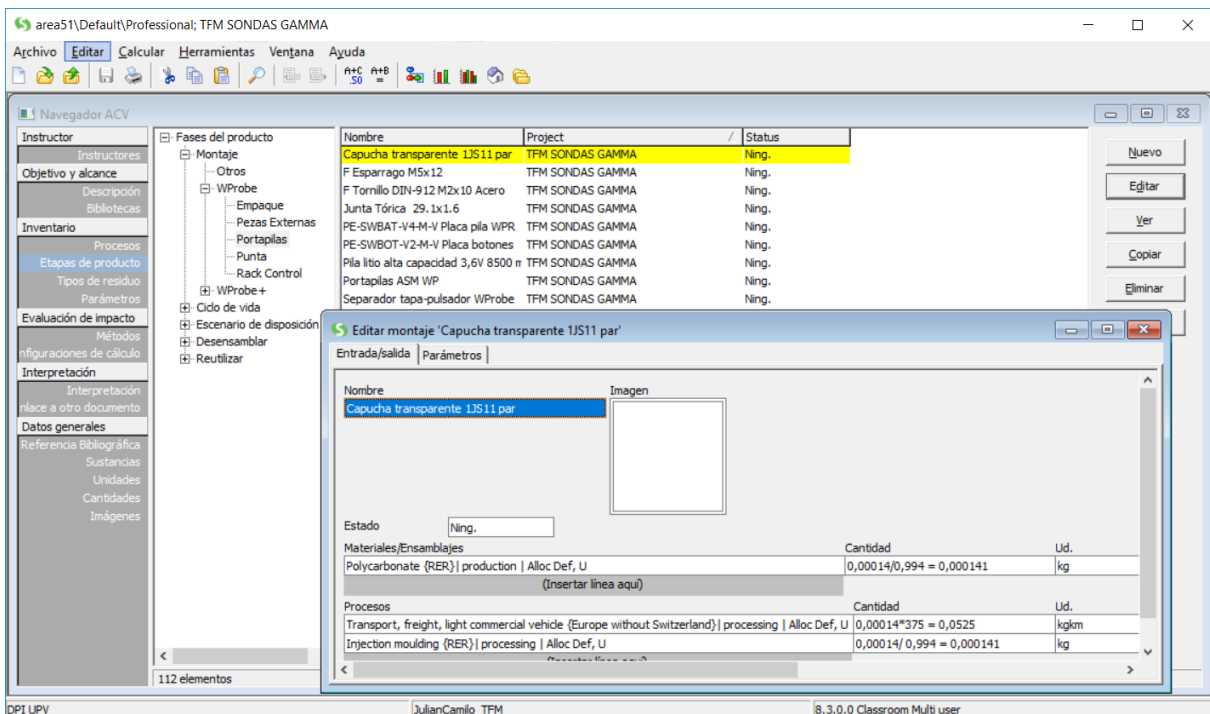 area51\Default\Professional; TFM SONDAS GAMMA
Archivo Editar Calcular Herramientas Ventana Ayuda
A+C .50 A+B =
Navegador ACV
Instructor
Instructores
Objetivo y alcance
Descripción
Bibliotecas
Inventario
Procesos
Etapas de producto
Tipos de residuo
Parámetros
Evaluación de impacto
Métodos
nfiguraciones de cálculo
Interpretación
Interpretación
nlace a otro documento
Datos generales
Referencia Bibliográfica
Sustancias
Unidades
Cantidades
Imágenes
Fases del producto
Montaje
Otros
WProbe
Empaque
Pezas Externas
Portapilas
Punta
Rack Control
WProbe+
Ciclo de vida
Escenario de disposición
Desensamblar
Reutilizar
Nombre Project / Status
Capucha transparente 1JS11 par TFM SONDAS GAMMA Ning.
F Esparrago M5x12 TFM SONDAS GAMMA Ning.
F Tornillo DIN-912 M2x10 Acero TFM SONDAS GAMMA Ning.
Junta Tórica 29.1x1.6 TFM SONDAS GAMMA Ning.
PE-SWBAT-V4-M-V Placa pila WPR TFM SONDAS GAMMA Ning.
PE-SWBOT-V2-M-V Placa botones TFM SONDAS GAMMA Ning.
Pila litio alta capacidad 3,6V 8500 m TFM SONDAS GAMMA Ning.
Portapilas ASM WP TFM SONDAS GAMMA Ning.
Separador tapa-pulsador WProbe TFM SONDAS GAMMA Ning.
Nuevo
Editar
Ver
Copiar
Eliminar
Editar montaje 'Capucha transparente 1JS11 par'
Entrada/salida Parámetros
Nombre Imagen
Capucha transparente 1JS11 par
Estado Ning.
Materiales/Ensamblajes Cantidad Ud.
Polycarbonate {RER}| production | Alloc Def, U 0,00014/0,994 = 0,000141 kg
(Insertar línea aquí)
Procesos Cantidad Ud.
Transport, freight, light commercial vehicle {Europe without Switzerland}| processing | Alloc Def, U 0,00014*375 = 0,0525 kgkm
Injection moulding {RER}| processing | Alloc Def, U 0,00014/ 0,994 = 0,000141 kg
112 elementos
DPI UPV JulianCamilo_TFM 8.3.0.0 Classroom Multi user